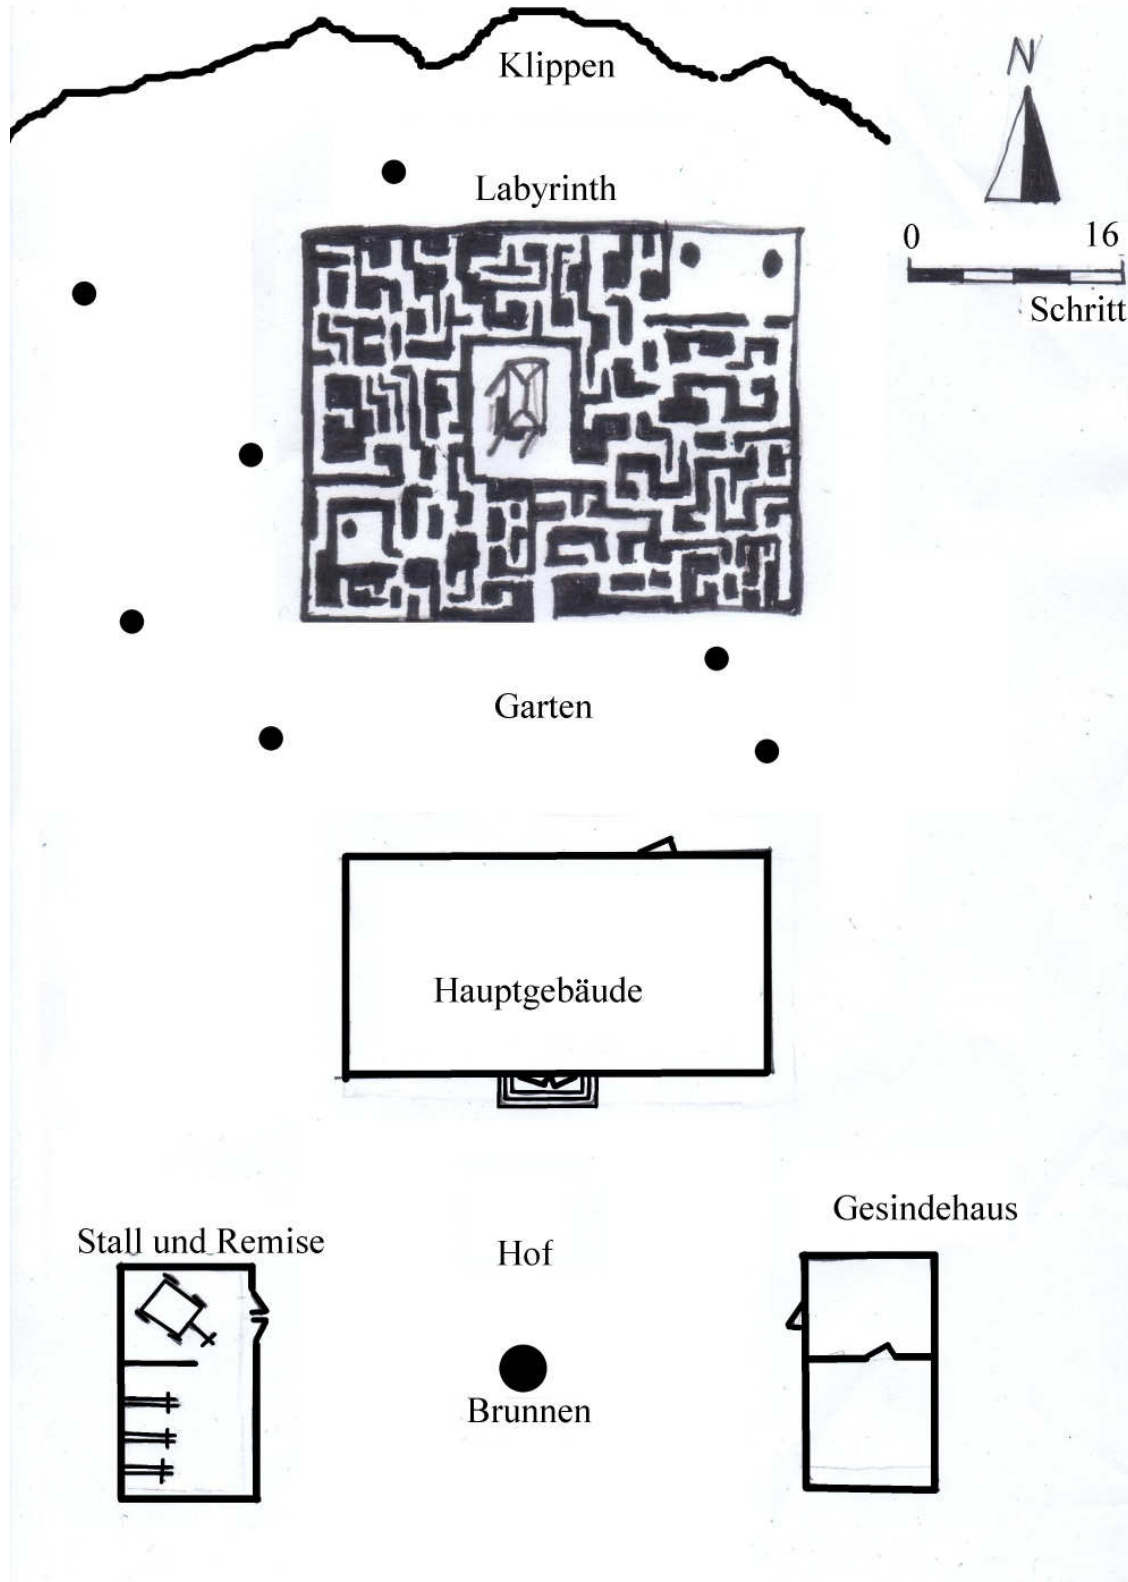 N
Klippen
Labyrinth
0 16
Schritt
Garten
Hauptgebäude
Gesindehaus
Stall und Remise
Hof
Brunnen